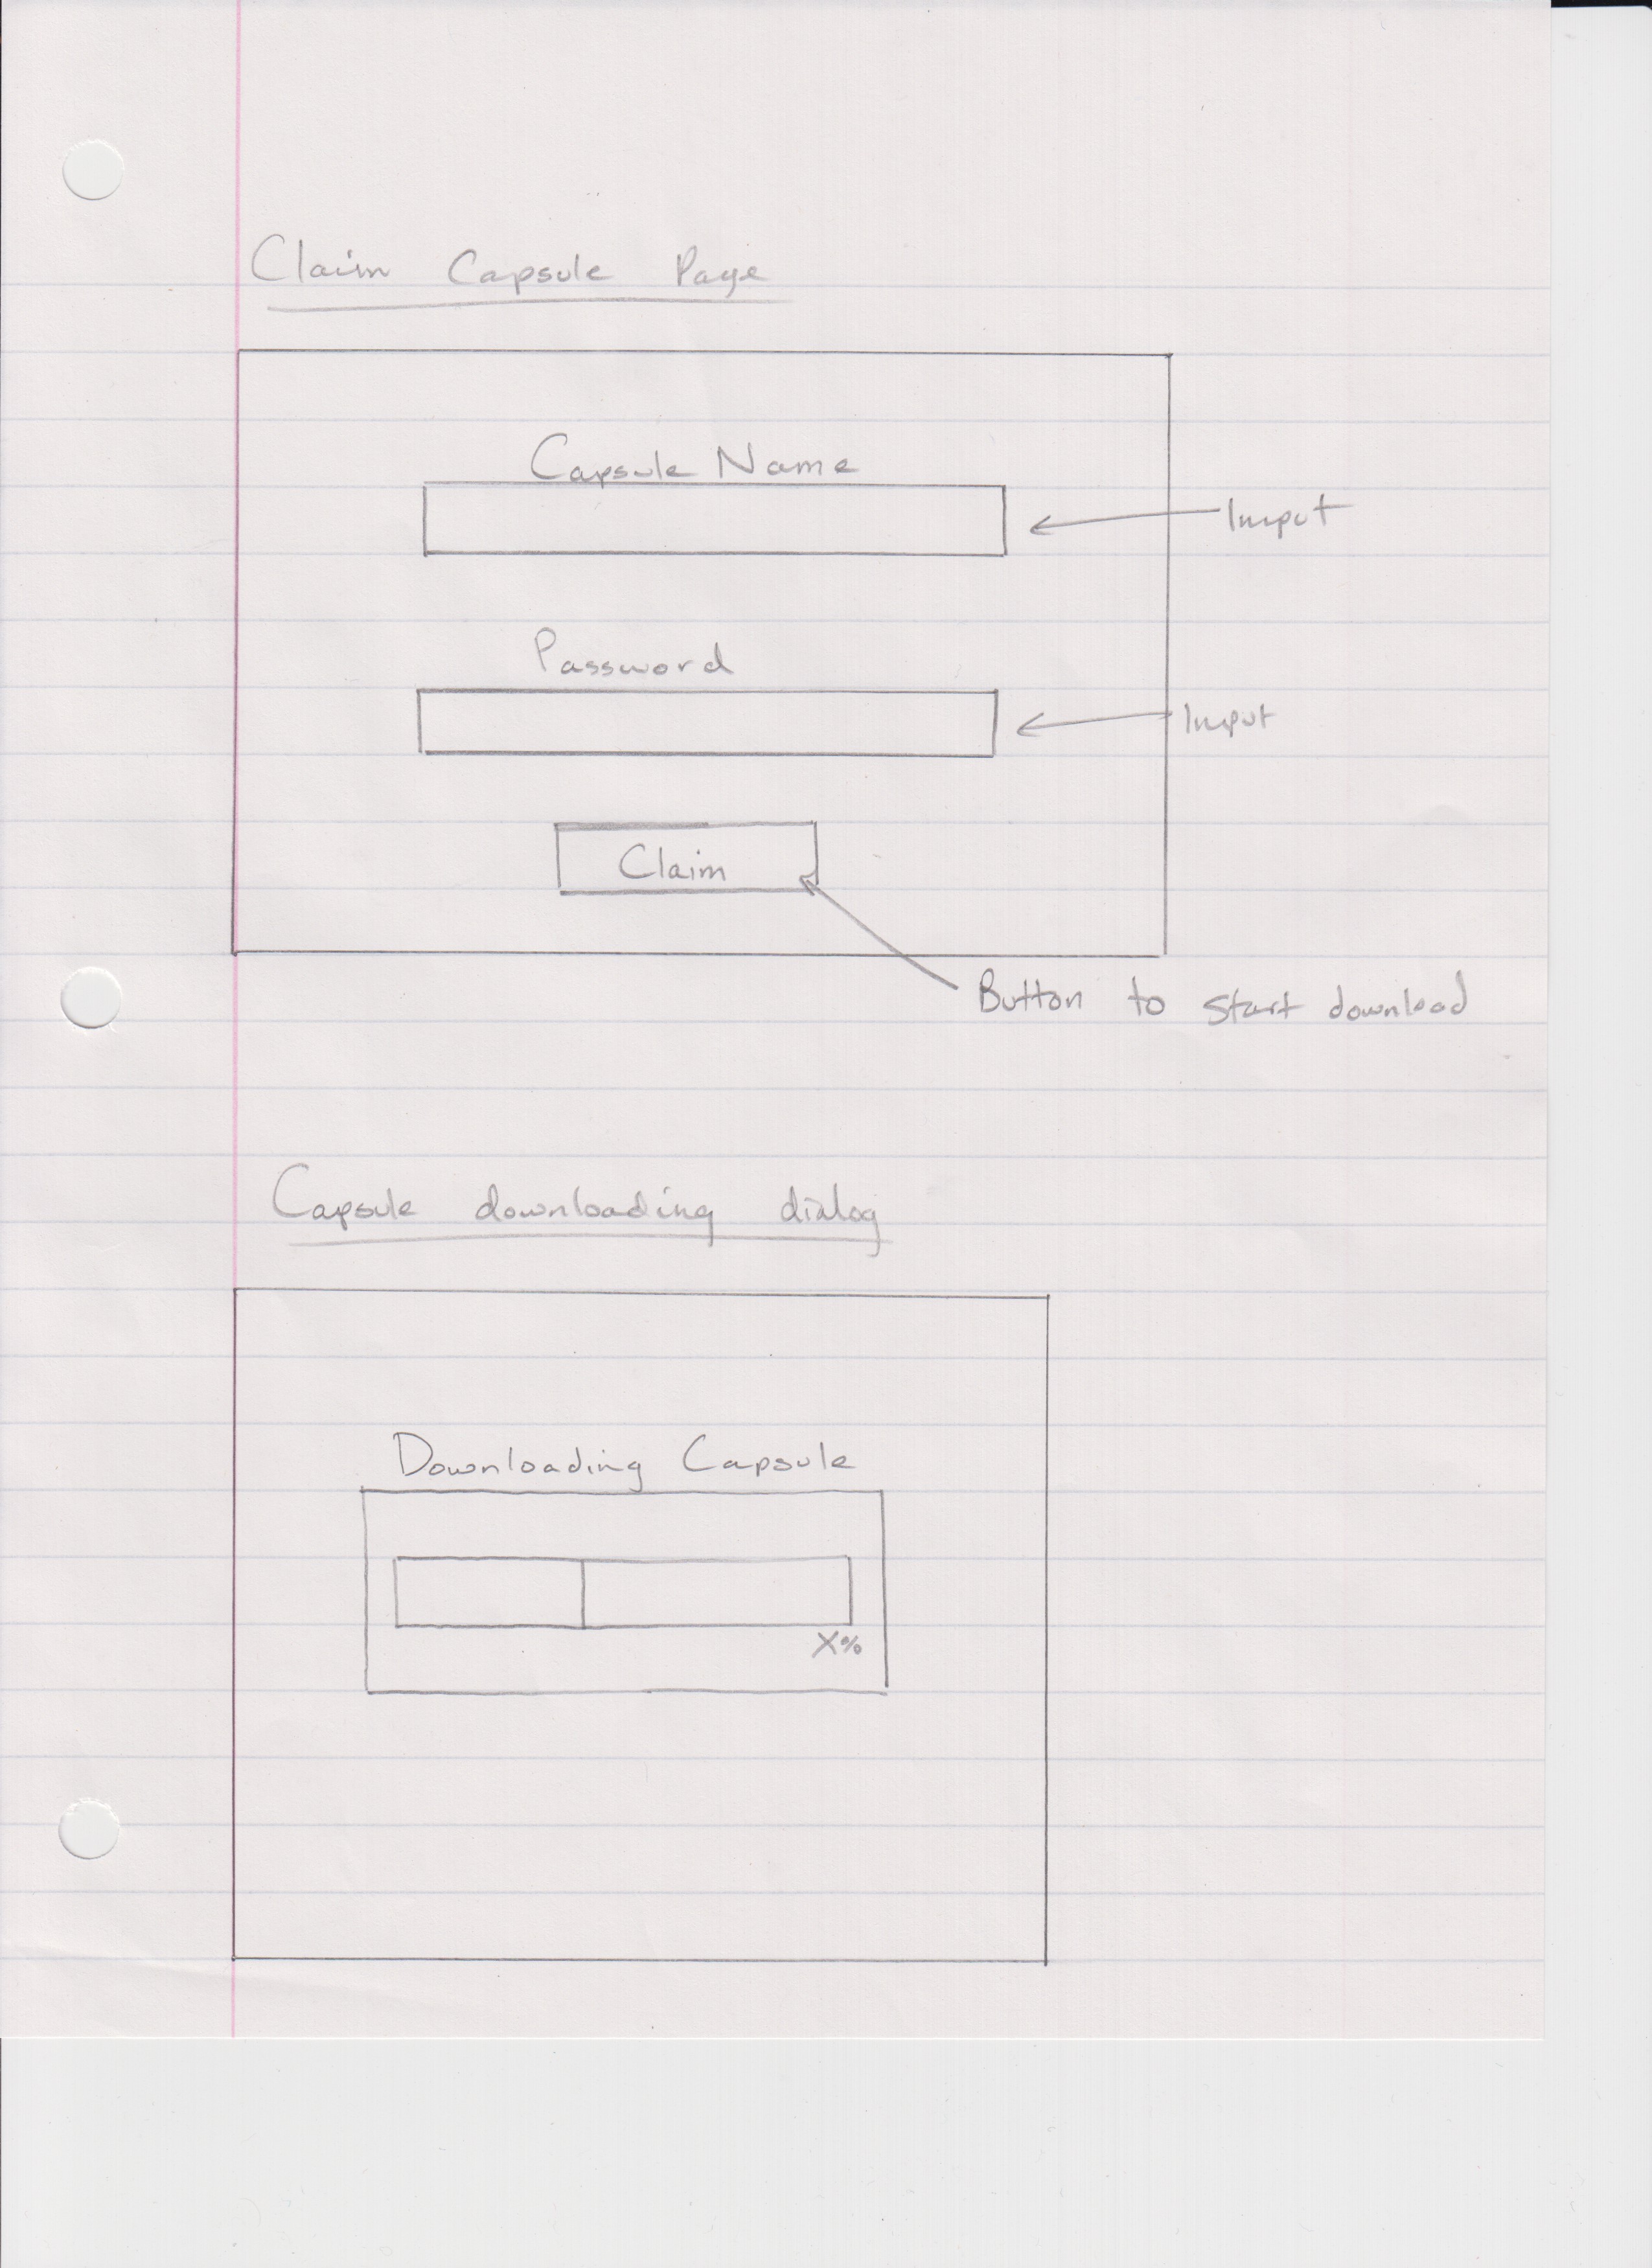 Claim Capsule Page
Capsule Name
Input
Password
Input
Claim
Button to start download
Capsule downloading dialog
Downloading Capsule
X%